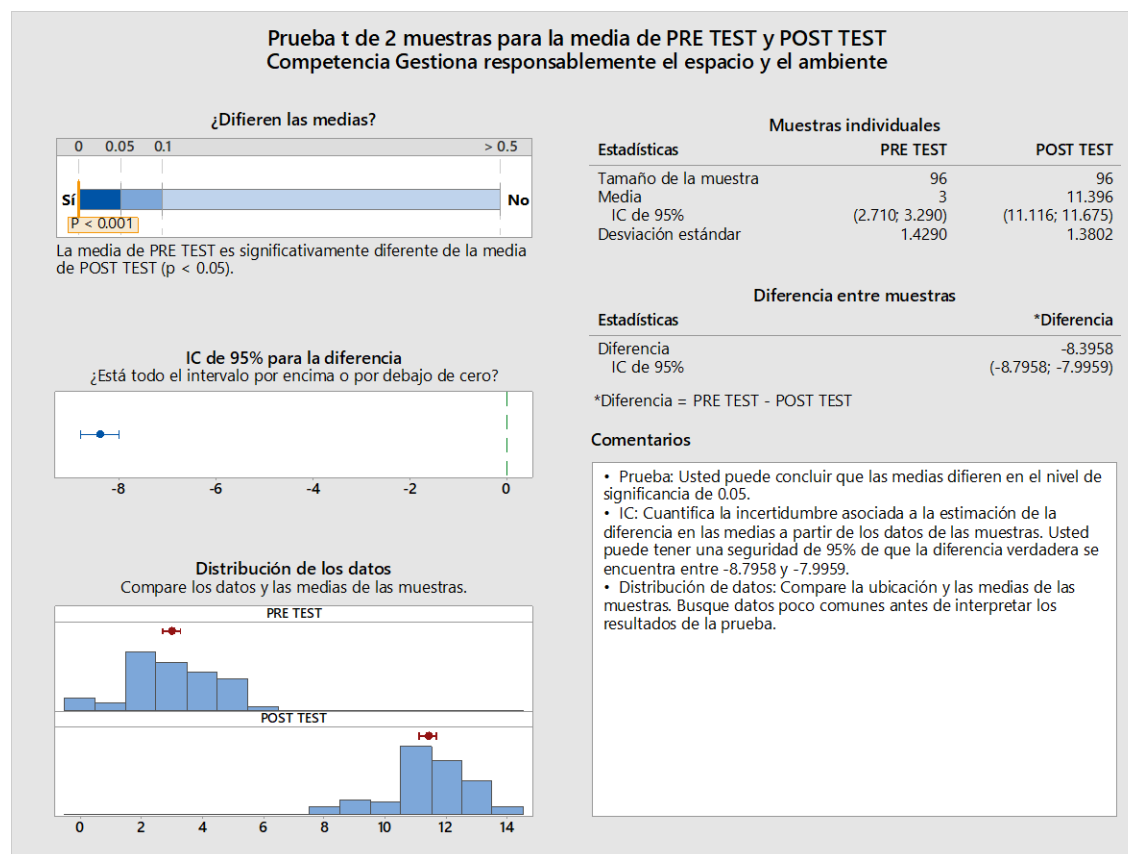 Prueba t de 2 muestras para la media de PRE TEST y POST TEST
Competencia Gestiona responsablemente el espacio y el ambiente
¿Difieren las medias?
0 0.05 0.1 > 0.5
Sí No
P < 0.001
La media de PRE TEST es significativamente diferente de la media
de POST TEST (p < 0.05).
IC de 95% para la diferencia
¿Está todo el intervalo por encima o por debajo de cero?
-8 -6 -4 -2 0
Distribución de los datos
Compare los datos y las medias de las muestras.
PRE TEST
POST TEST
0 2 4 6 8 10 12 14
Muestras individuales
Estadísticas PRE TEST POST TEST
Tamaño de la muestra 96 96
Media 3 11.396
IC de 95% (2.710; 3.290) (11.116; 11.675)
Desviación estándar 1.4290 1.3802
Diferencia entre muestras
Estadísticas *Diferencia
Diferencia -8.3958
IC de 95% (-8.7958; -7.9959)
*Diferencia = PRE TEST - POST TEST
Comentarios
• Prueba: Usted puede concluir que las medias difieren en el nivel de
significancia de 0.05.
• IC: Cuantifica la incertidumbre asociada a la estimación de la
diferencia en las medias a partir de los datos de las muestras. Usted
puede tener una seguridad de 95% de que la diferencia verdadera se
encuentra entre -8.7958 y -7.9959.
• Distribución de datos: Compare la ubicación y las medias de las
muestras. Busque datos poco comunes antes de interpretar los
resultados de la prueba.